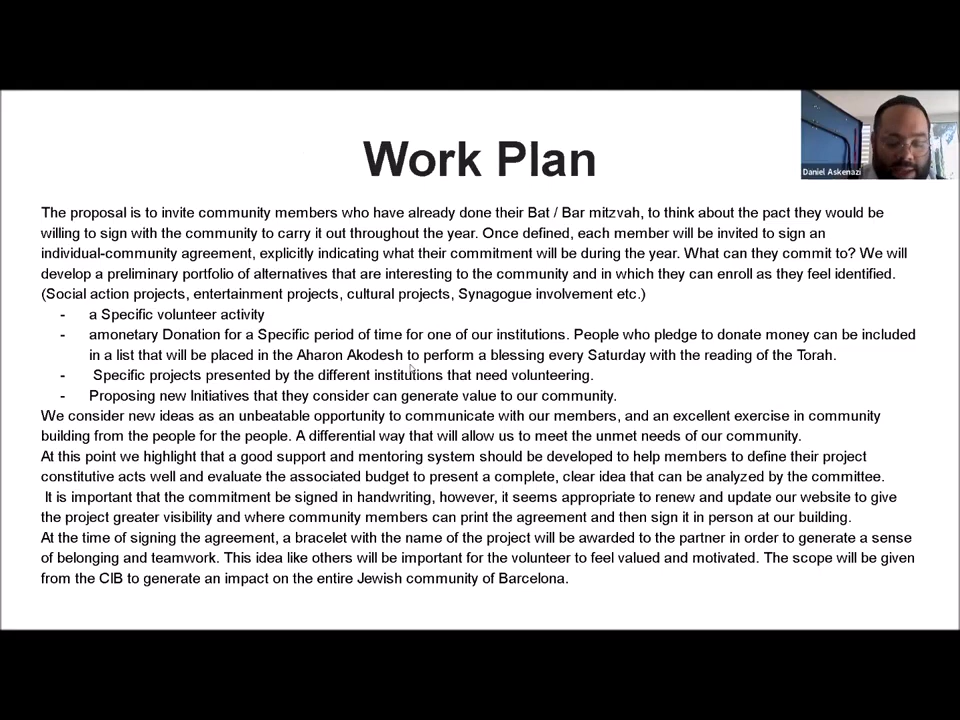 Work Plan
Daniel Askenazi
The proposal is to invite community members who have already done their Bat / Bar mitzvah, to think about the pact they would be
willing to sign with the community to carry it out throughout the year. Once defined, each member will be invited to sign an
individual-community agreement, explicitly indicating what their commitment will be during the year. What can they commit to? We will
develop a preliminary portfolio of alternatives that are interesting to the community and in which they can enroll as they feel identified.
(Social action projects, entertainment projects, cultural projects, Synagogue involvement etc.)
- a Specific volunteer activity
- amonetary Donation for a Specific period of time for one of our institutions. People who pledge to donate money can be included
in a list that will be placed in the Aharon Akodesh to perform a blessing every Saturday with the reading of the Torah.
- Specific projects presented by the different institutions that need volunteering.
- Proposing new Initiatives that they consider can generate value to our community.
We consider new ideas as an unbeatable opportunity to communicate with our members, and an excellent exercise in community
building from the people for the people. A differential way that will allow us to meet the unmet needs of our community.
At this point we highlight that a good support and mentoring system should be developed to help members to define their project
constitutive acts well and evaluate the associated budget to present a complete, clear idea that can be analyzed by the committee.
It is important that the commitment be signed in handwriting, however, it seems appropriate to renew and update our website to give
the project greater visibility and where community members can print the agreement and then sign it in person at our building.
At the time of signing the agreement, a bracelet with the name of the project will be awarded to the partner in order to generate a sense
of belonging and teamwork. This idea like others will be important for the volunteer to feel valued and motivated. The scope will be given
from the CIB to generate an impact on the entire Jewish community of Barcelona.